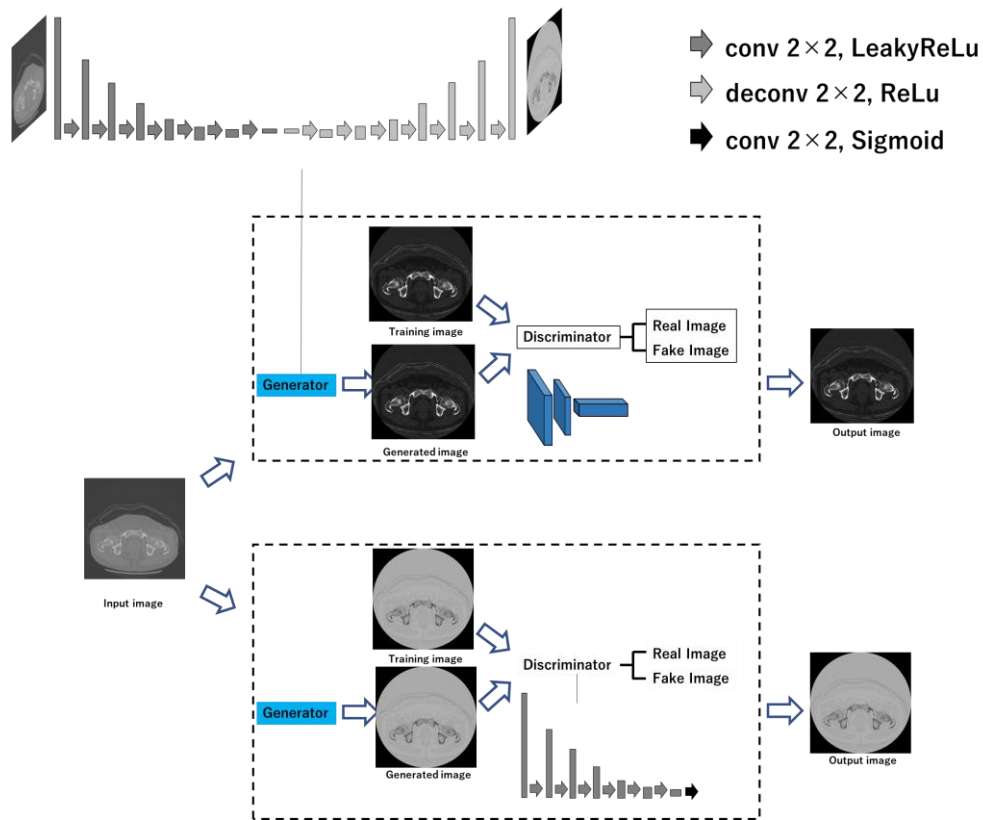 conv 2×2, LeakyReLu
deconv 2×2, ReLu
conv 2×2, Sigmoid
Training image
Generator
Generated image
Discriminator
Real Image
Fake Image
Output image
Input image
Training image
Generator
Generated image
Discriminator
Real Image
Fake Image
Output image